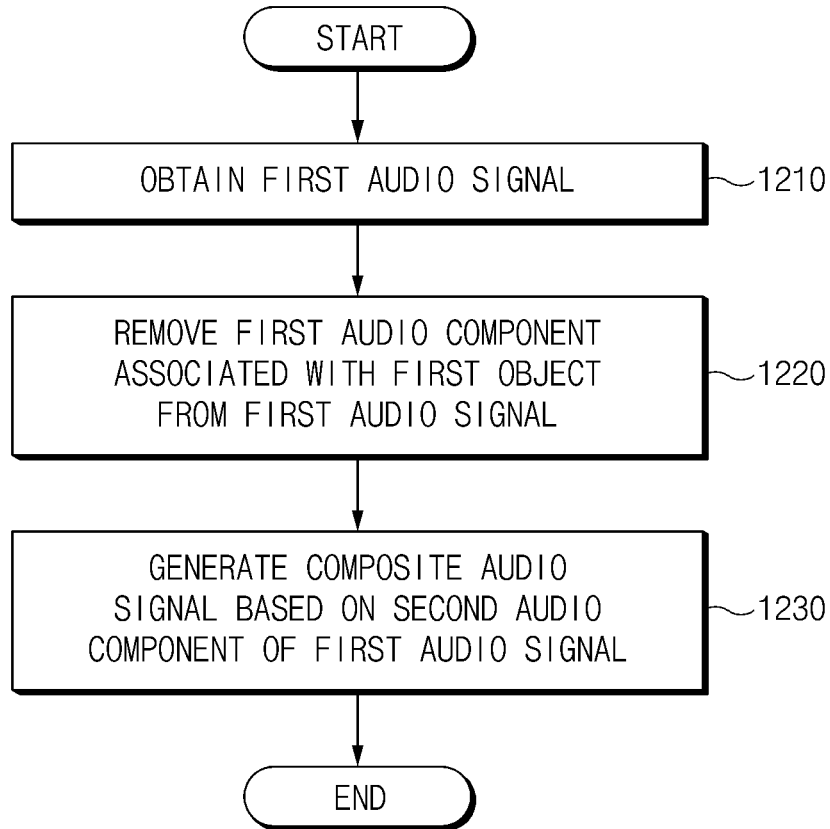 START
OBTAIN FIRST AUDIO SIGNAL
1210
REMOVE FIRST AUDIO COMPONENT
ASSOCIATED WITH FIRST OBJECT
FROM FIRST AUDIO SIGNAL
1220
GENERATE COMPOSITE AUDIO
SIGNAL BASED ON SECOND AUDIO
COMPONENT OF FIRST AUDIO SIGNAL
1230
END